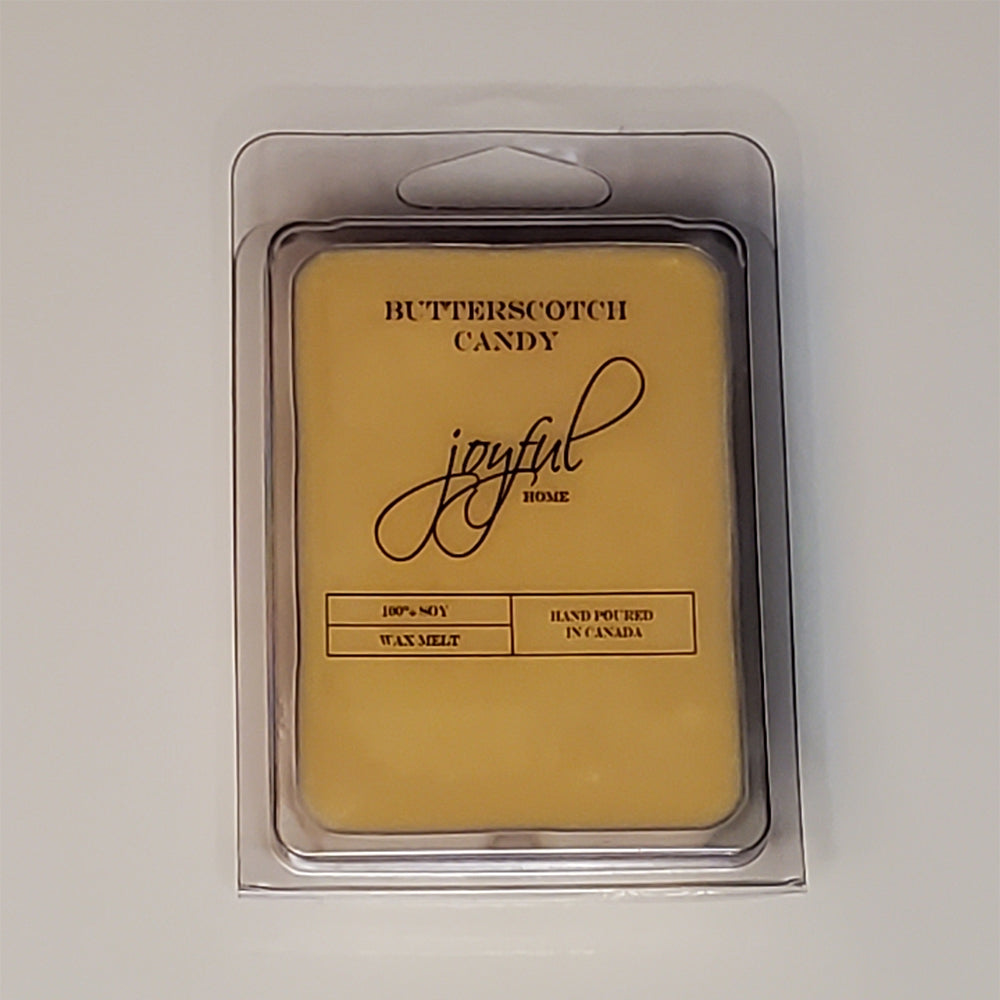 BUTTERSCOTCH
CANDY
joyful
HOME
100% SOY
WAX MELT
HAND POURED
IN CANADA